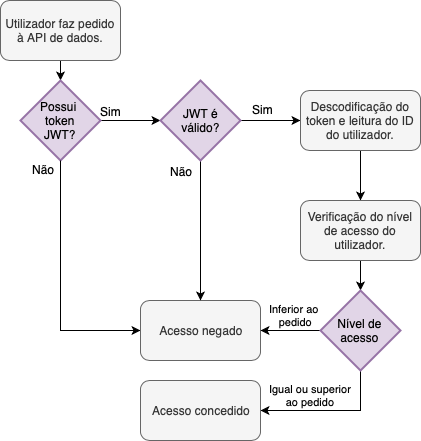 Utilizador faz pedido
à API de dados.
Possui
token
JWT?
Sim
JWT é
válido?
Sim
Descodificação do
token e leitura do ID
do utilizador.
Não
Não
Verificação do nível
de acesso do
utilizador.
Acesso negado
Inferior ao
pedido
Nível de
acesso
Acesso concedido
Igual ou superior
ao pedido